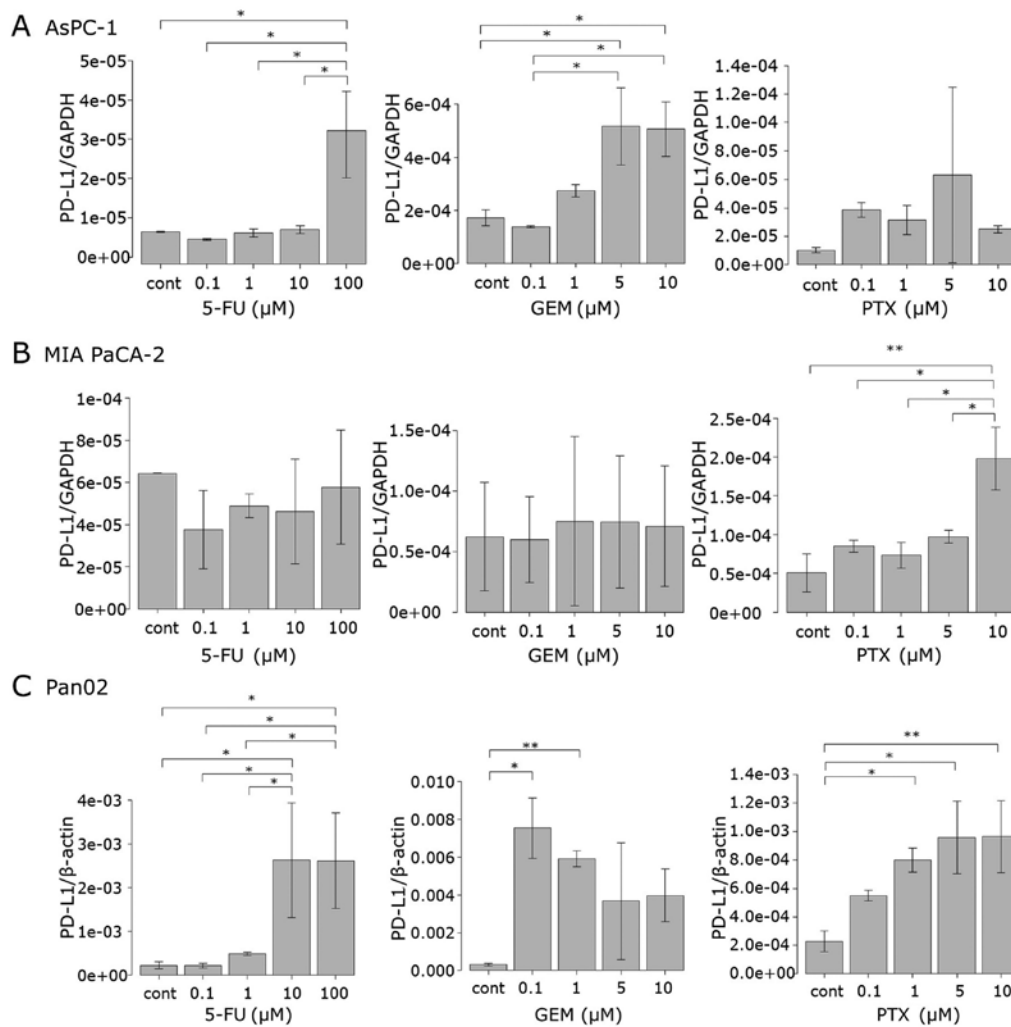 A AsPC-1
* * * *
PD-L1/GAPDH
5e-05
4e-05
3e-05
2e-05
1e-05
0e+00
cont 0.1 1 10 100
5-FU (μM)
* * * *
PD-L1/GAPDH
6e-04
4e-04
2e-04
0e+00
cont 0.1 1 5 10
GEM (μM)
PD-L1/GAPDH
1.4e-04
1.2e-04
1.0e-04
8.0e-05
6.0e-05
4.0e-05
2.0e-05
0.0e+00
cont 0.1 1 5 10
PTX (μM)
B MIA PaCA-2
PD-L1/GAPDH
1e-04
8e-05
6e-05
4e-05
2e-05
0e+00
cont 0.1 1 10 100
5-FU (μM)
PD-L1/GAPDH
1.5e-04
1.0e-04
0.5e-04
0e+00
cont 0.1 1 5 10
GEM (μM)
** * * *
PD-L1/GAPDH
2.5e-04
2.0e-04
1.5e-04
1.0e-04
0.5e-04
0e+00
cont 0.1 1 5 10
PTX (μM)
C Pan02
* * * * * *
PD-L1/β-actin
4e-03
3e-03
2e-03
1e-03
0e+00
cont 0.1 1 10 100
5-FU (μM)
** *
PD-L1/β-actin
0.010
0.008
0.006
0.004
0.002
0.000
cont 0.1 1 5 10
GEM (μM)
** * *
PD-L1/β-actin
1.4e-03
1.2e-03
1.0e-03
8.0e-04
6.0e-04
4.0e-04
2.0e-04
0.0e+00
cont 0.1 1 5 10
PTX (μM)